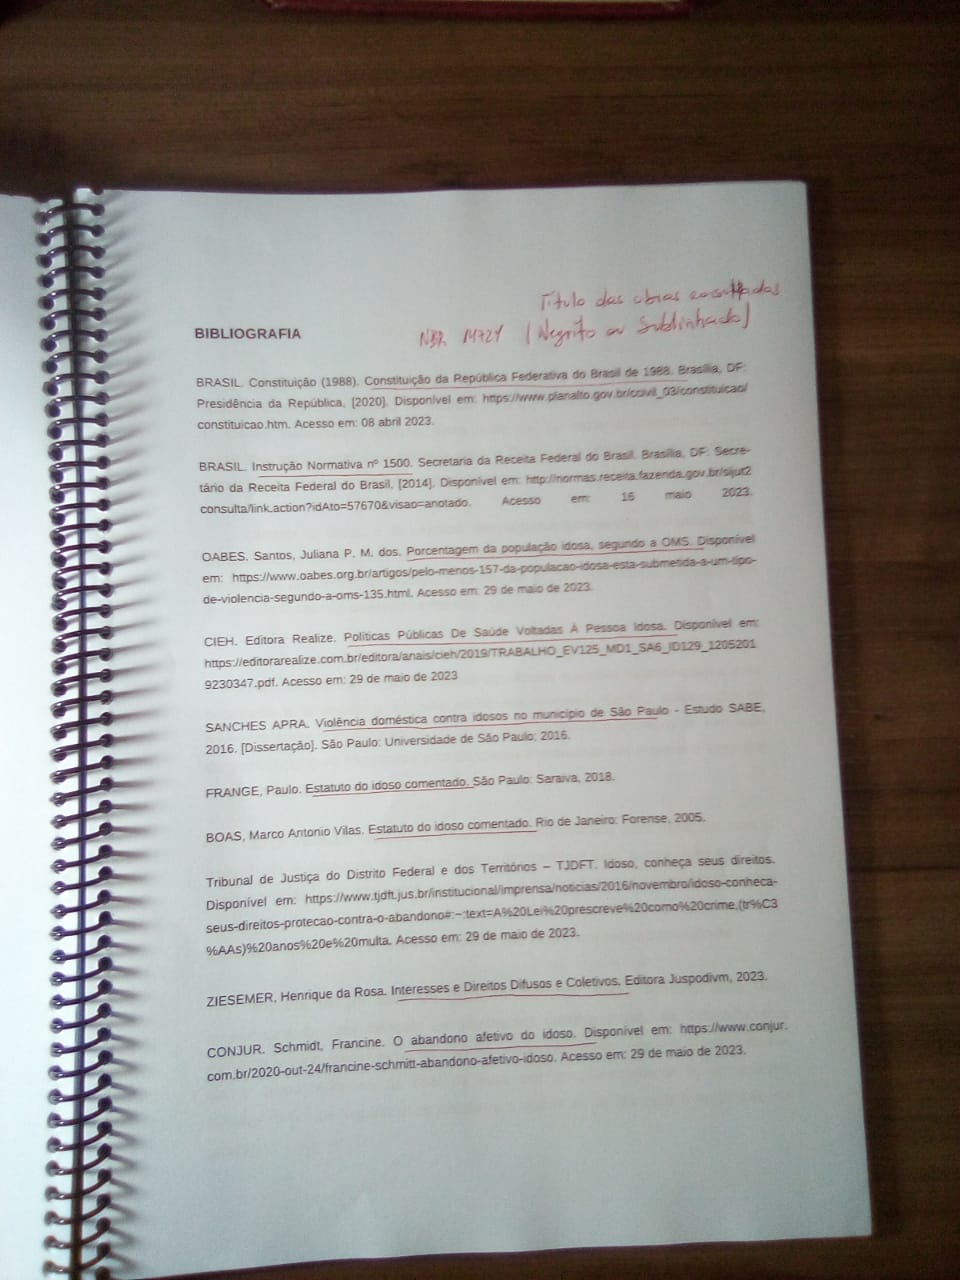 Título das obras consultadas
NBR 14724 (Negrito ou Sublinhado)
BIBLIOGRAFIA
BRASIL. Constituição (1988). Constituição da República Federativa do Brasil de 1988. Brasília, DF:
Presidência da República, [2020]. Disponível em: https://www.planalto.gov.br/ccivil_03/constituicao/
constituicao.htm. Acesso em: 08 abril 2023.
BRASIL. Instrução Normativa nº 1500. Secretaria da Receita Federal do Brasil. Brasília, DF: Secre-
tário da Receita Federal do Brasil, [2014]. Disponível em: http://normas.receita.fazenda.gov.br/sijut2
consulta/link.action?idAto=57670&visao=anotado. Acesso em: 16 maio 2023.
OABES. Santos, Juliana P. M. dos. Porcentagem da população idosa, segundo a OMS. Disponível
em: https://www.oabes.org.br/artigos/pelo-menos-157-da-populacao-idosa-esta-submetida-a-um-tipo-
de-violencia-segundo-a-oms-135.html. Acesso em: 29 de maio de 2023.
CIEH. Editora Realize. Políticas Públicas De Saúde Voltadas À Pessoa Idosa. Disponível em:
https://editorarealize.com.br/editora/anais/cieh/2019/TRABALHO_EV125_MD1_SA6_ID129_1205201
9230347.pdf. Acesso em: 29 de maio de 2023
SANCHES APRA. Violência doméstica contra idosos no município de São Paulo - Estudo SABE,
2016. [Dissertação]. São Paulo: Universidade de São Paulo; 2016.
FRANGE, Paulo. Estatuto do idoso comentado. São Paulo: Saraiva, 2018.
BOAS, Marco Antonio Vilas. Estatuto do idoso comentado. Rio de Janeiro: Forense, 2005.
Tribunal de Justiça do Distrito Federal e dos Territórios – TJDFT. Idoso, conheça seus direitos.
Disponível em: https://www.tjdft.jus.br/institucional/imprensa/noticias/2016/novembro/idoso-conheca-
seus-direitos-protecao-contra-o-abandono#:~:text=A%20Lei%20prescreve%20como%20crime,(tr%C3
%AAs)%20anos%20e%20multa. Acesso em: 29 de maio de 2023.
ZIESEMER, Henrique da Rosa. Interesses e Direitos Difusos e Coletivos. Editora Juspodivm, 2023.
CONJUR. Schmidt, Francine. O abandono afetivo do idoso. Disponível em: https://www.conjur.
com.br/2020-out-24/francine-schmitt-abandono-afetivo-idoso. Acesso em: 29 de maio de 2023.